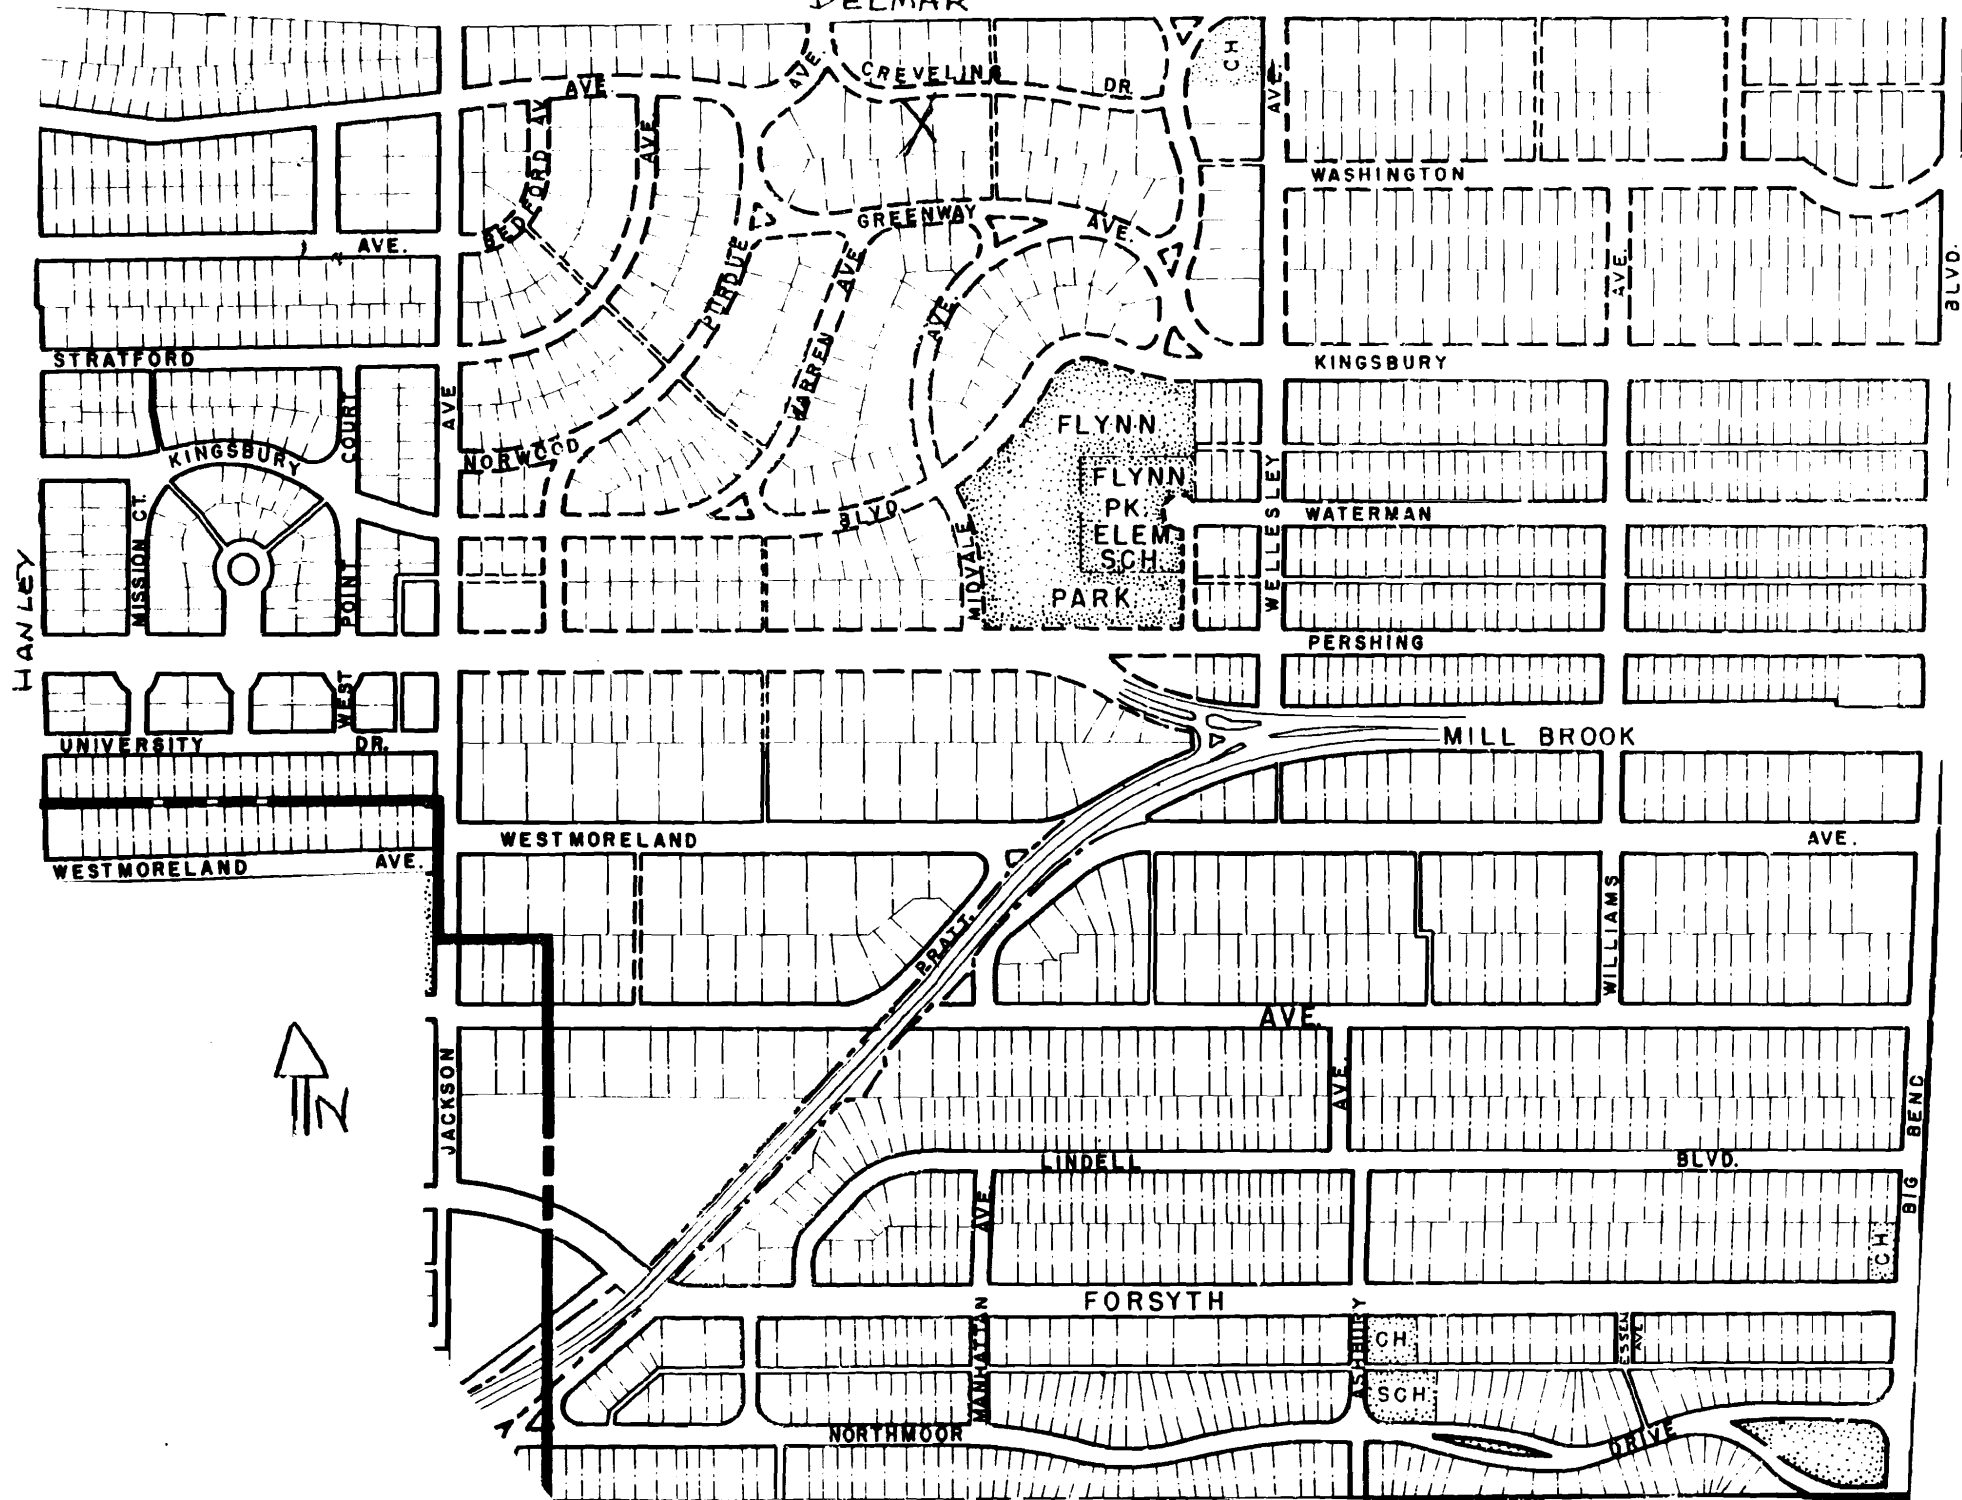 DELMAR
CH
CREVELING
DR.
AVE.
AVE.
AVE
AVE
BEDFORD AV
WASHINGTON
GREENWAY
AVE.
AVE.
PURDUE
AVE
AVE.
AVE.
BLVD.
STRATFORD
KINGSBURY
WARREN
AVE
COURT
FLYNN
NORWOOD
KINGSBURY
FLYNN
PK.
ELEM.
SCH
PARK
WELLESLEY
WATERMAN
BLVD.
MIDVALE
MISSION CT.
POINT
HANLEY
PERSHING
WEST
UNIVERSITY
DR.
MILL BROOK
WESTMORELAND
AVE.
WESTMORELAND
AVE.
WILLIAMS
PRATT
AVE.
N
JACKSON
AVE.
BIG BEND
LINDELL
BLVD.
AVE.
CH.
FORSYTH
MANHATTAN
ASHBURY
CH
ESSEN
AVE
SCH
NORTHMOOR
DRIVE